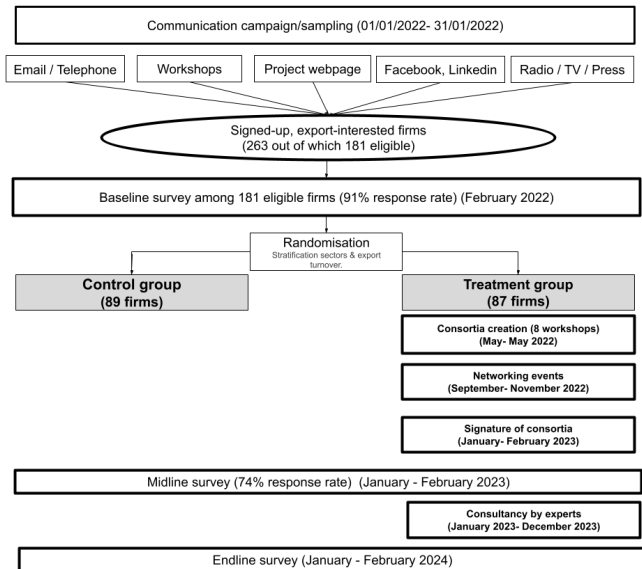 Communication campaign/sampling (01/01/2022- 31/01/2022)
Email / Telephone
Workshops
Project webpage
Facebook, Linkedin
Radio / TV / Press
Signed-up, export-interested firms
(263 out of which 181 eligible)
Baseline survey among 181 eligible firms (91% response rate) (February 2022)
Randomisation
Stratification sectors & export
turnover.
Control group
(89 firms)
Treatment group
(87 firms)
Consortia creation (8 workshops)
(May- May 2022)
Networking events
(September- November 2022)
Signature of consortia
(January- February 2023)
Midline survey (74% response rate) (January - February 2023)
Consultancy by experts
(January 2023- December 2023)
Endline survey (January - February 2024)